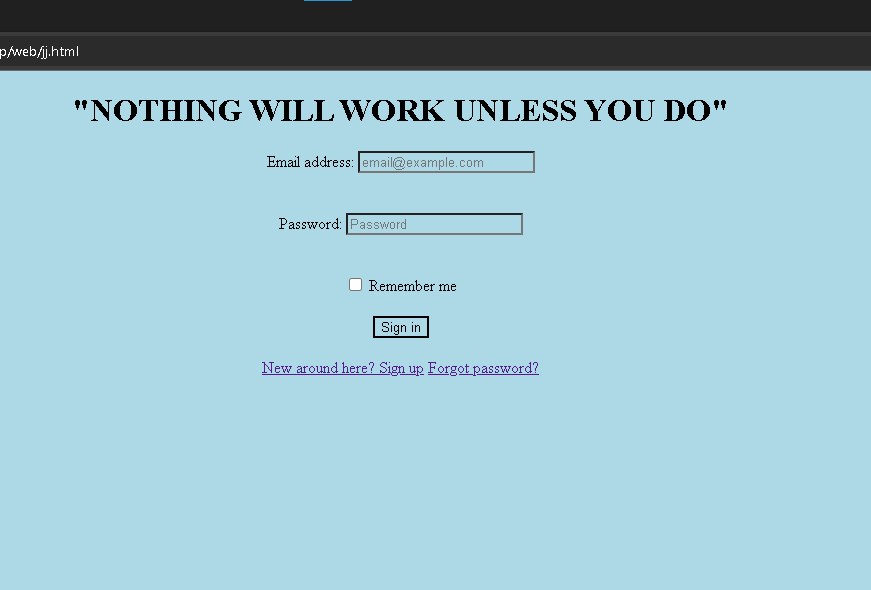 p/web/jj.html
"NOTHING WILL WORK UNLESS YOU DO"
Email address: email@example.com
Password: Password
Remember me
Sign in
New around here? Sign up Forgot password?